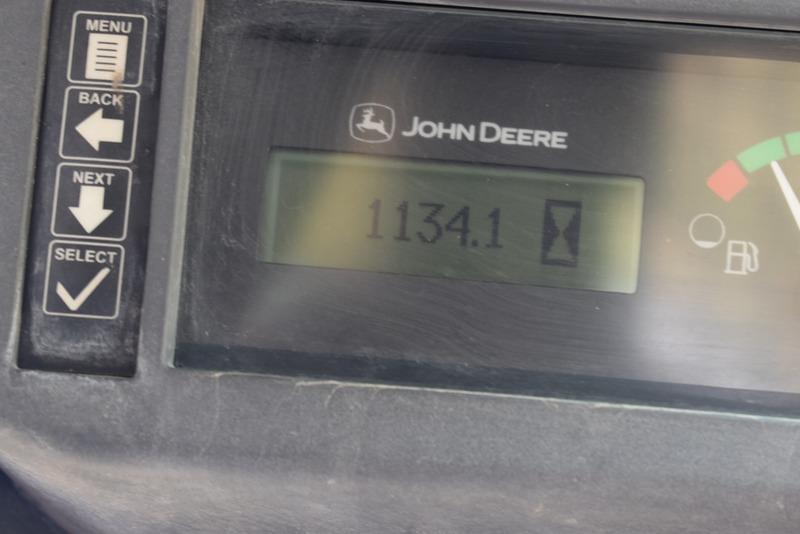 MENU
BACK
NEXT
SELECT
JOHN DEERE
1134.1